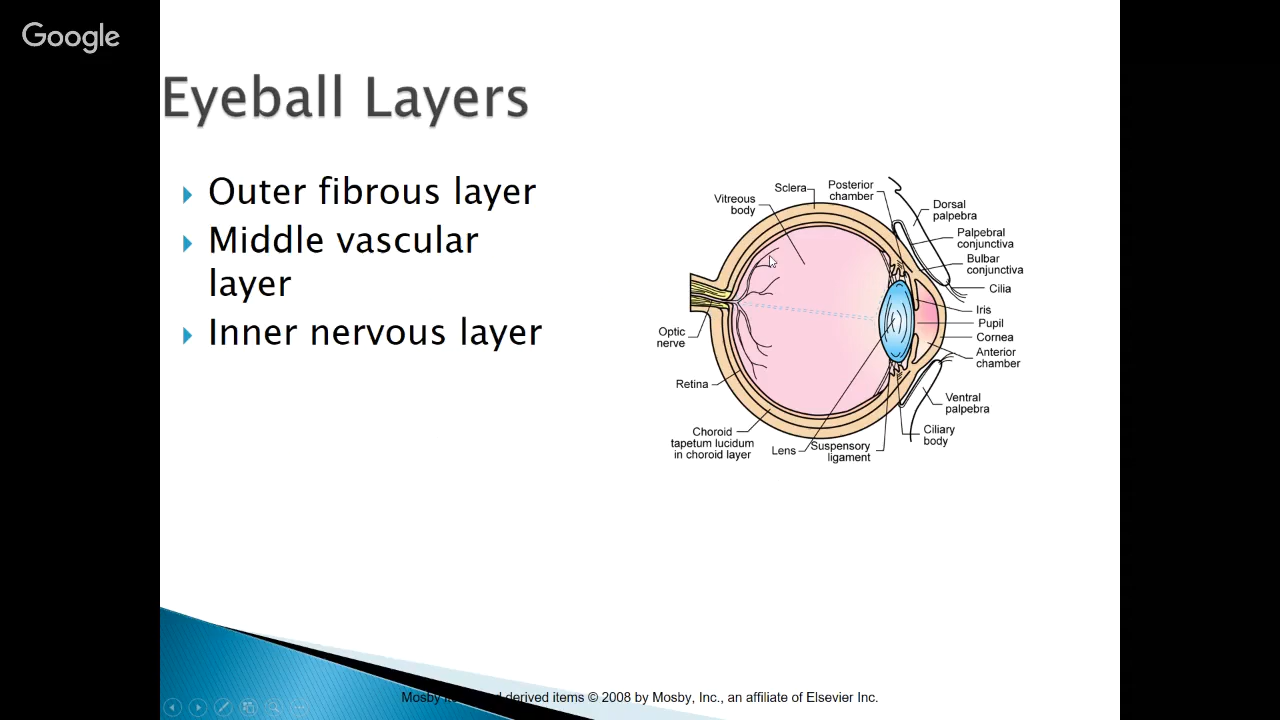 Google
Eyeball Layers
Outer fibrous layer
Middle vascular
layer
Inner nervous layer
Sclera
Posterior
chamber
Vitreous
body
Dorsal
palpebra
Palpebral
conjunctiva
Bulbar
conjunctiva
Cilia
Iris
Pupil
Cornea
Anterior
chamber
Optic
nerve
Retina
Ventral
palpebra
Choroid
tapetum lucidum
in choroid layer
Lens
Suspensory
ligament
Ciliary
body
Mosby derived items © 2008 by Mosby, Inc., an affiliate of Elsevier Inc.